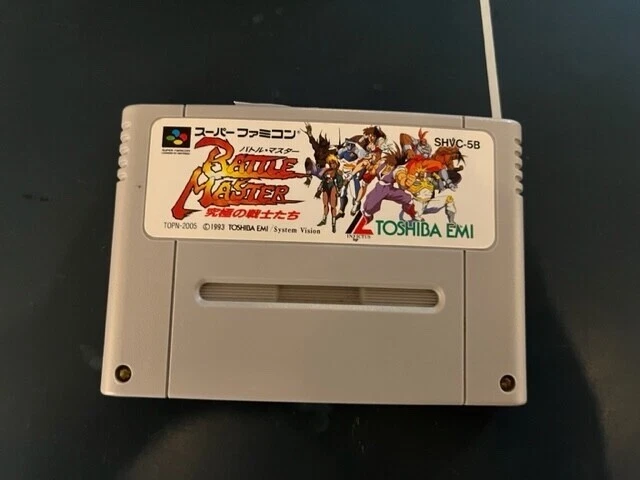 スーパーファミコン
SHVC-5B
バトル・マスター
BATTLE
MASTER
究極の戦士たち
TOPN-2005 ©1993 TOSHIBA EMI/System Vision
INVICTUS
TOSHIBA EMI